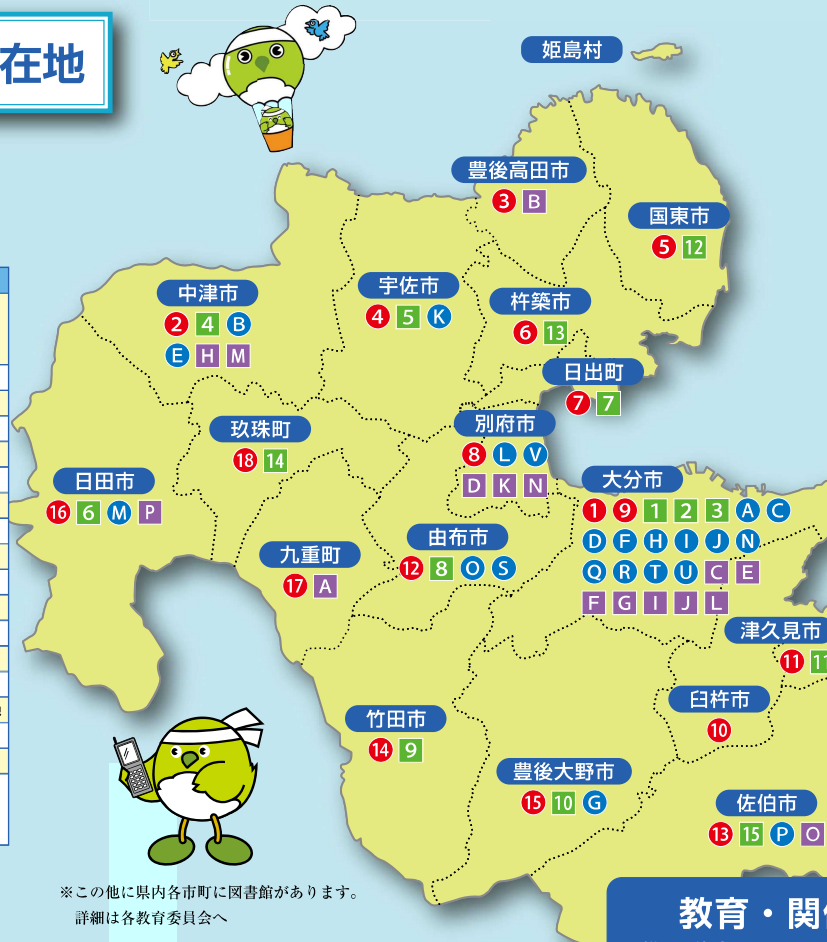 在地
姫島村
豊後高田市
3 B
国東市
5 12
中津市
2 4 B
E H M
宇佐市
4 5 K
杵築市
6 13
日出町
7 7
玖珠町
18 14
別府市
8 L V
D K N
日田市
16 6 M P
大分市
1 9 1 2 3 A C
D F H I J N
Q R T U C E
F G I J L
由布市
12 8 O S
九重町
17 A
津久見市
11 11
臼杵市
10
竹田市
14 9
豊後大野市
15 10 G
佐伯市
13 15 P O
※この他に県内各市町に図書館があります。
詳細は各教育委員会へ
教育・関